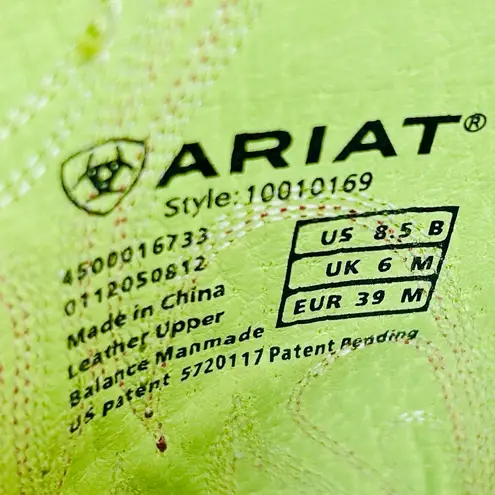 ARIAT®
Style: 10010169
4500016733
0112050812
Made in China
Leather Upper
Balance Manmade
US Patent 5720117 Patent Pending
US 8.5 B
UK 6 M
EUR 39 M